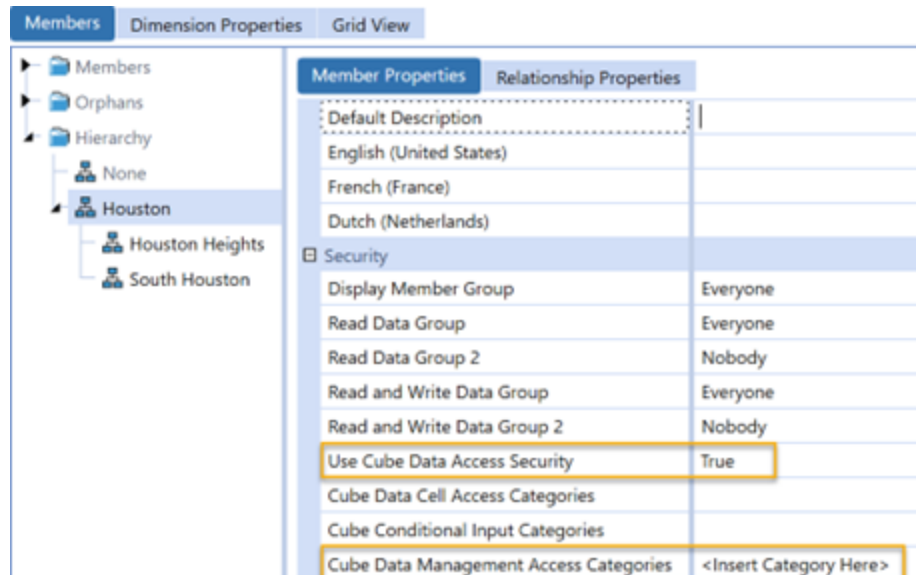 Members Dimension Properties Grid View
Members
Orphans
Hierarchy
None
Houston
Houston Heights
South Houston
Member Properties Relationship Properties
Default Description
English (United States)
French (France)
Dutch (Netherlands)
Security
Display Member Group Everyone
Read Data Group Everyone
Read Data Group 2 Nobody
Read and Write Data Group Everyone
Read and Write Data Group 2 Nobody
Use Cube Data Access Security True
Cube Data Cell Access Categories
Cube Conditional Input Categories
Cube Data Management Access Categories <Insert Category Here>